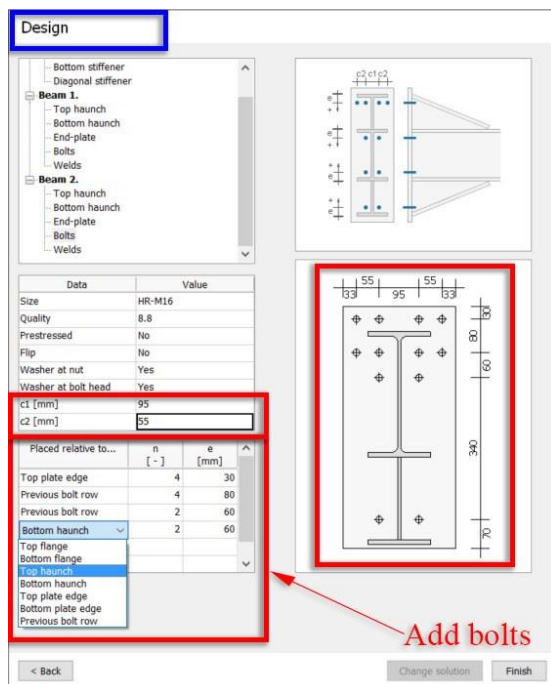 Design
Bottom stiffener
Diagonal stiffener
Beam 1.
Top haunch
Bottom haunch
End-plate
Bolts
Welds
Beam 2.
Top haunch
Bottom haunch
End-plate
Bolts
Welds
c2 c1 c2
e
e
e
e
Data Value
Size HR-M16
Quality 8.8
Prestressed No
Flip No
Washer at nut Yes
Washer at bolt head Yes
c1 [mm] 95
c2 [mm] 55
Placed relative to... n [ - ] e [mm]
Top plate edge 4 30
Previous bolt row 4 80
Previous bolt row 2 60
Bottom haunch 2 60
Top flange
Bottom flange
Top haunch
Bottom haunch
Top plate edge
Bottom plate edge
Previous bolt row
55 55
33 95 33
30
80
60
340
70
Add bolts
< Back Change solution Finish